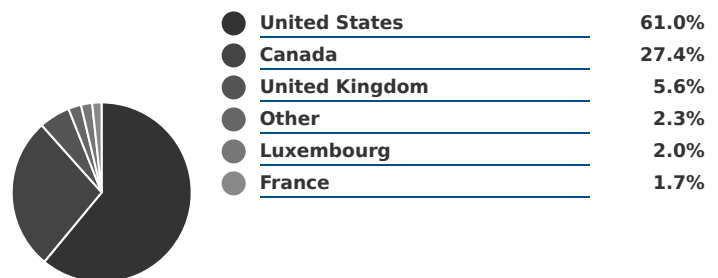 United States 61.0%
Canada 27.4%
United Kingdom 5.6%
Other 2.3%
Luxembourg 2.0%
France 1.7%